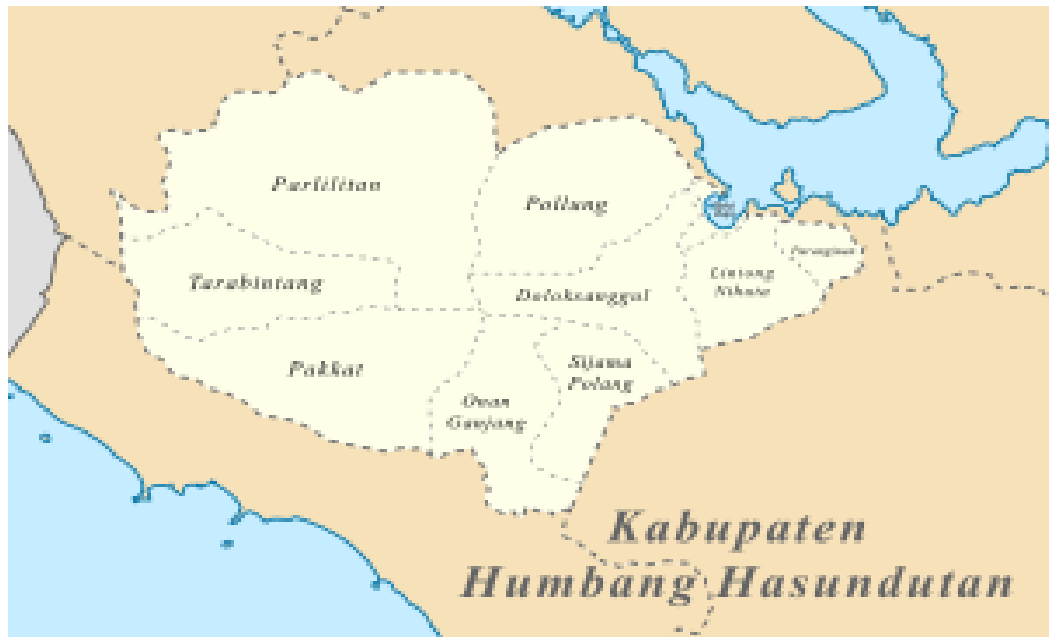 Parlilitan
Pollung
Paranginan
Tarabintang
Lintong
Nihuta
Doloksanggul
Pakkat
Sijama
Polang
Onan
Ganjang
Kabupaten
Humbang Hasundutan